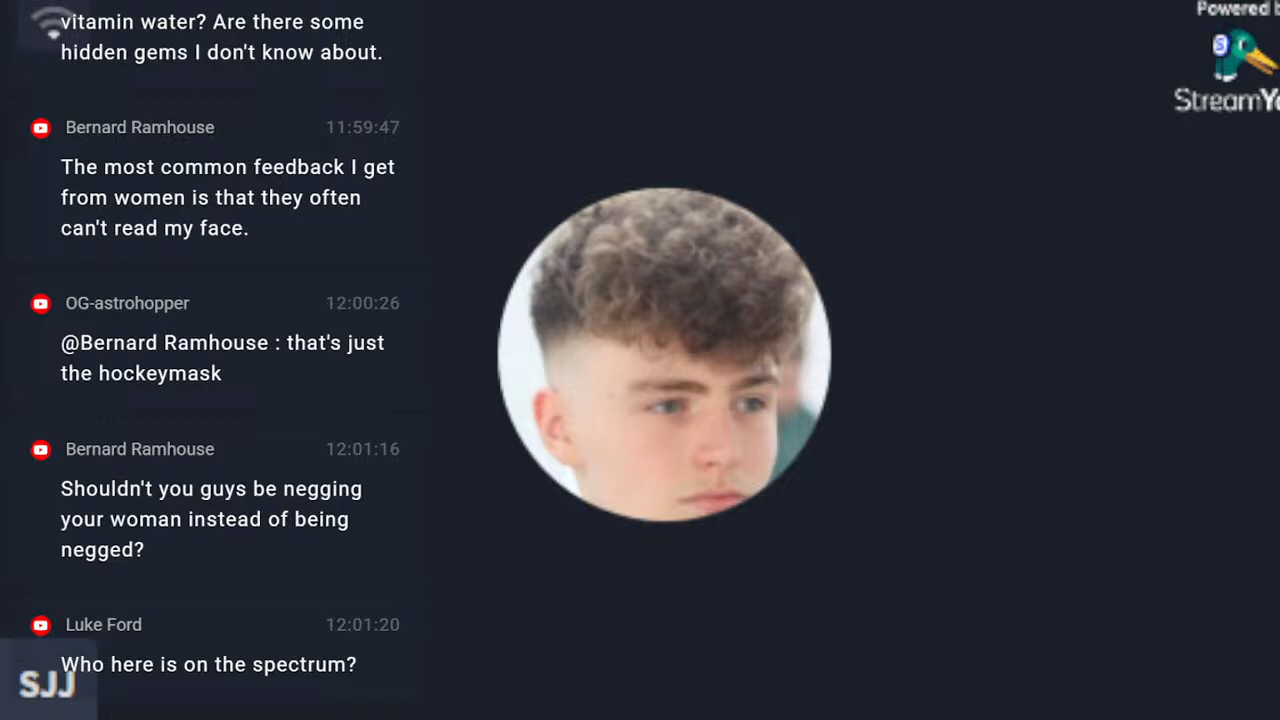 vitamin water? Are there some
hidden gems I don't know about.
Bernard Ramhouse 11:59:47
The most common feedback I get
from women is that they often
can't read my face.
OG-astrohopper 12:00:26
@Bernard Ramhouse : that's just
the hockeymask
Bernard Ramhouse 12:01:16
Shouldn't you guys be negging
your woman instead of being
negged?
Luke Ford 12:01:20
Who here is on the spectrum?
SJJ
Powered b
S
StreamY